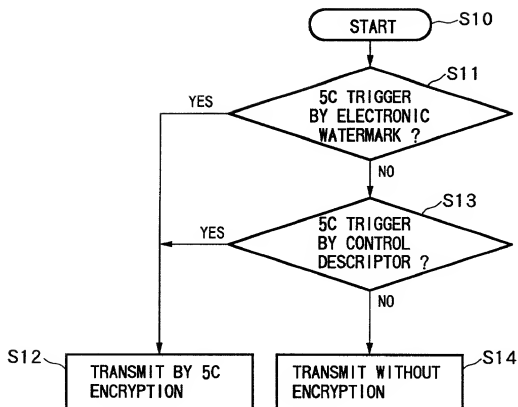 START
S10
S11
5C TRIGGER
BY ELECTRONIC
WATERMARK ?
YES
NO
S13
5C TRIGGER
BY CONTROL
DESCRIPTOR ?
YES
NO
S12
TRANSMIT BY 5C
ENCRYPTION
S14
TRANSMIT WITHOUT
ENCRYPTION